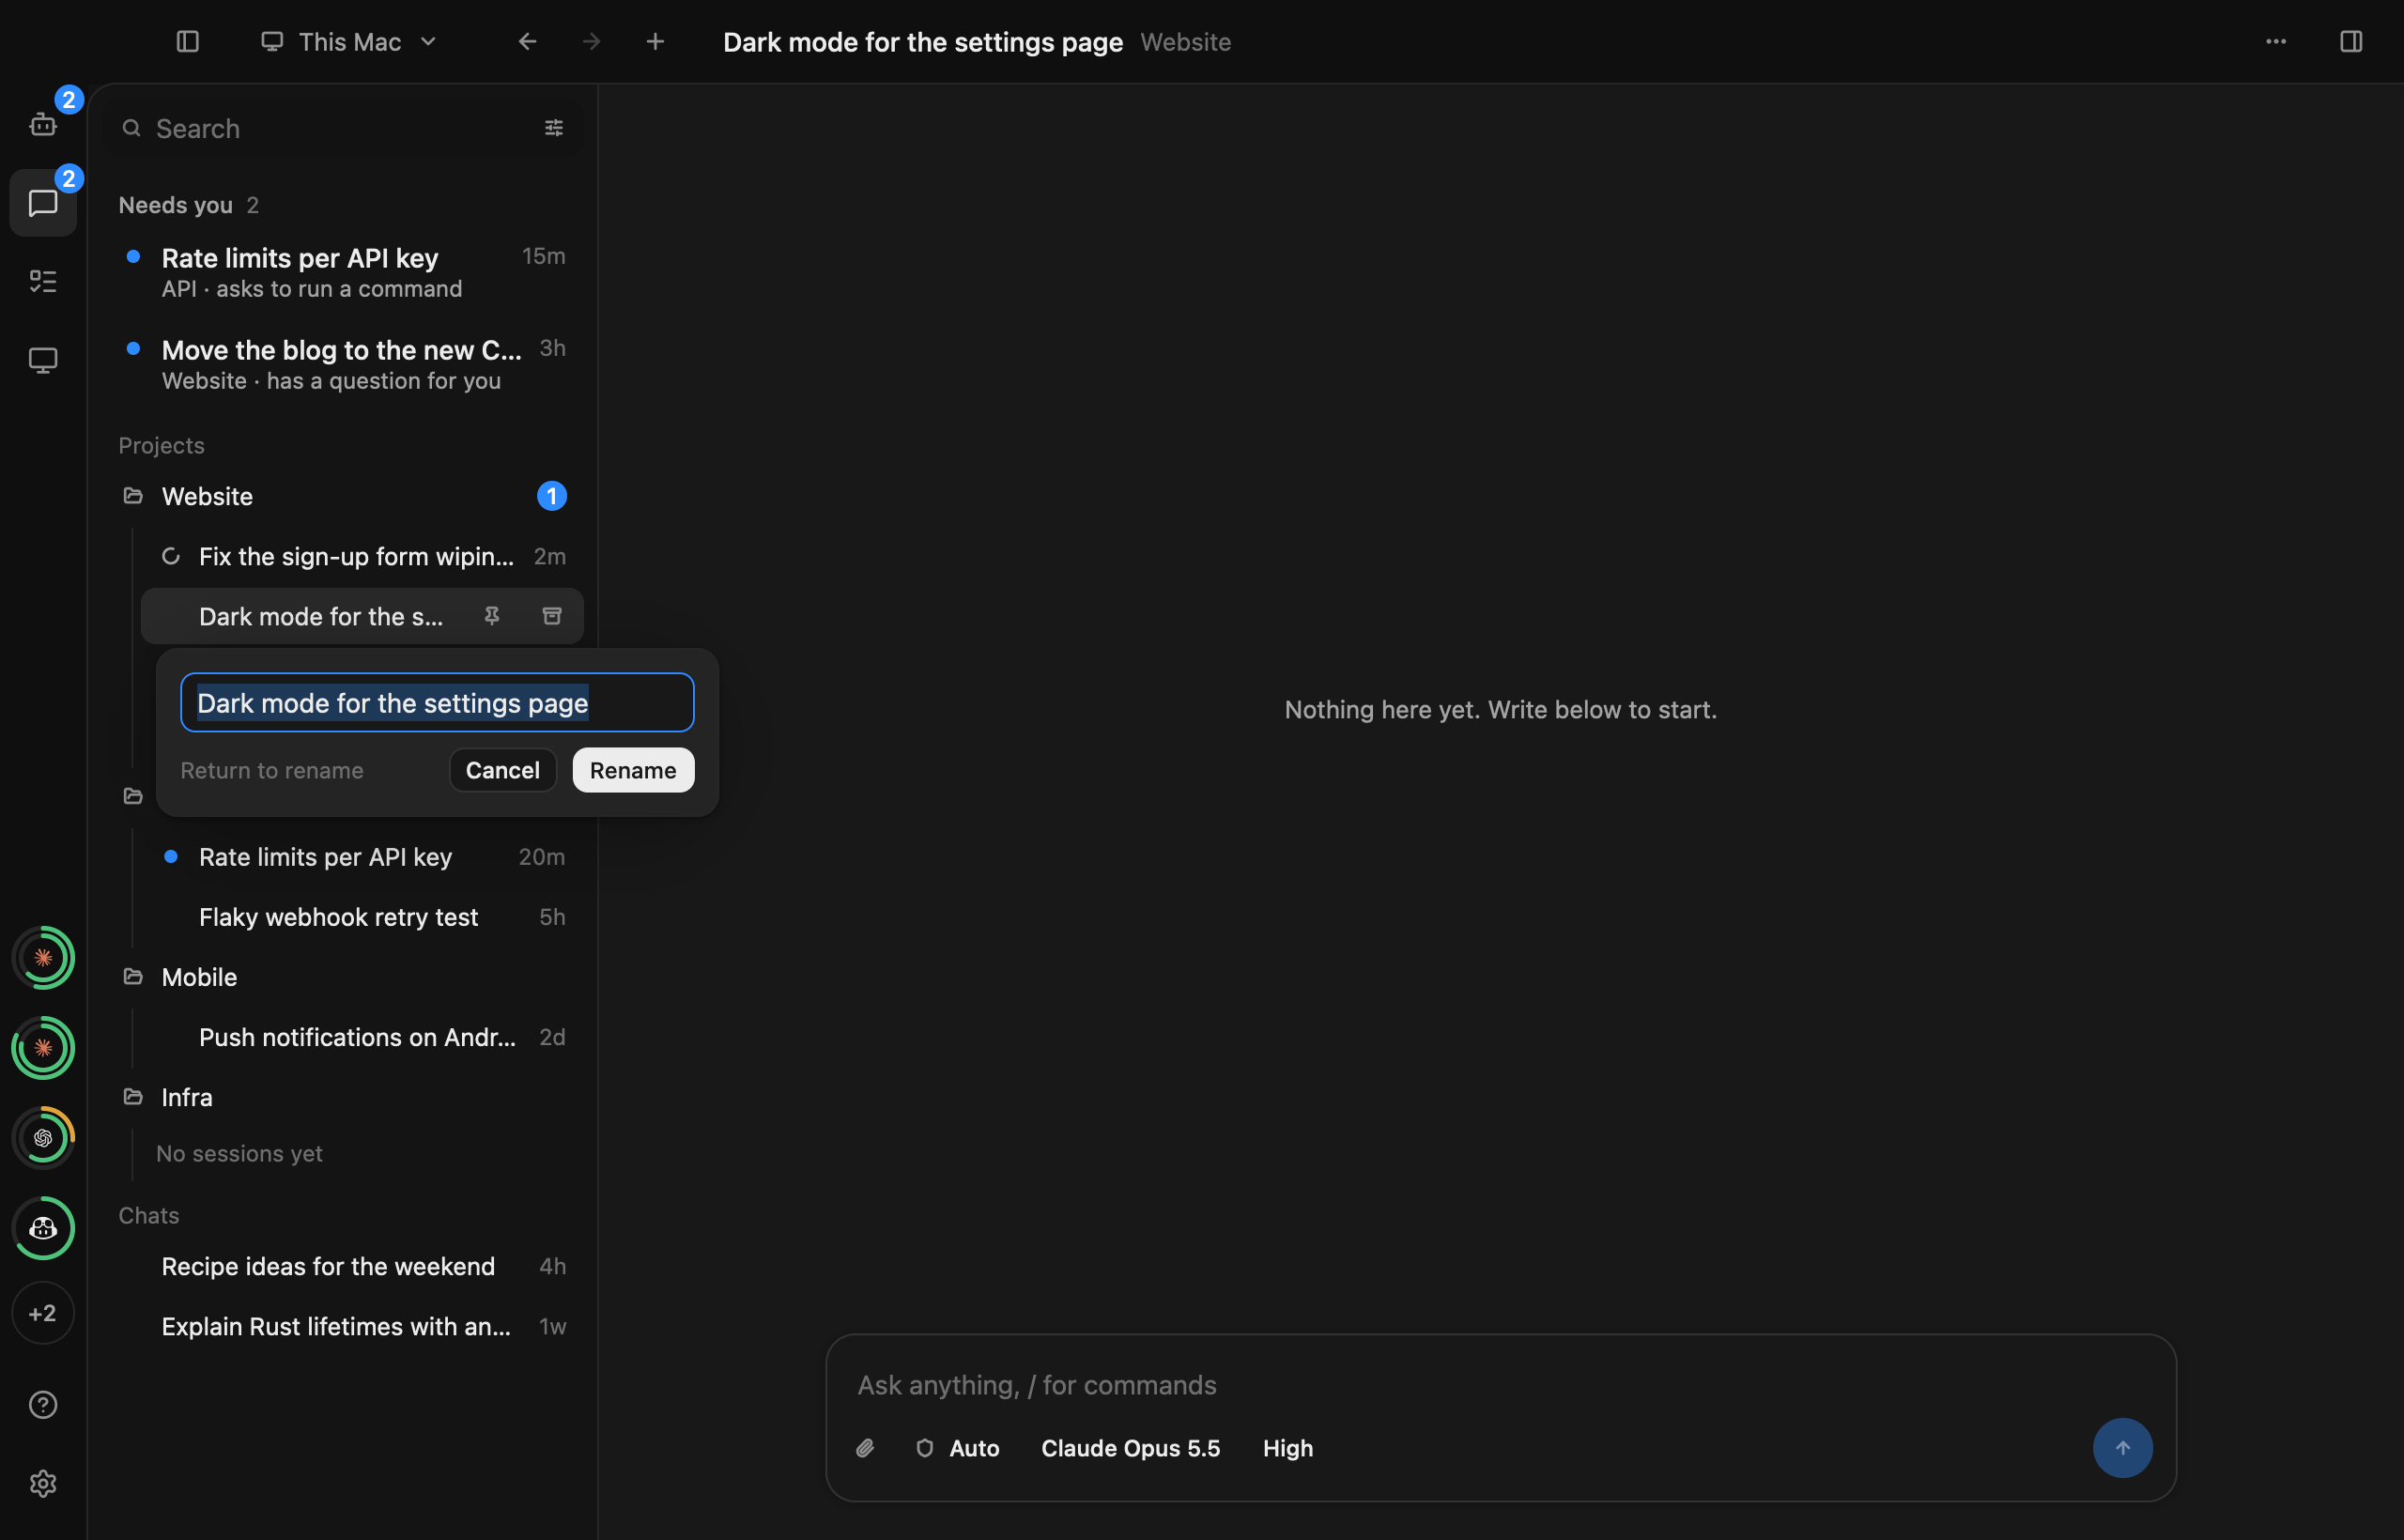 This Mac
Dark mode for the settings page Website
2
2
Search
Needs you 2
Rate limits per API key 15m
API · asks to run a command
Move the blog to the new C... 3h
Website · has a question for you
Projects
Website 1
Fix the sign-up form wipin... 2m
Dark mode for the s...
Dark mode for the settings page
Return to rename Cancel Rename
Rate limits per API key 20m
Flaky webhook retry test 5h
Mobile
Push notifications on Andr... 2d
Infra
No sessions yet
Chats
Recipe ideas for the weekend 4h
Explain Rust lifetimes with an... 1w
+2
Nothing here yet. Write below to start.
Ask anything, / for commands
Auto Claude Opus 5.5 High